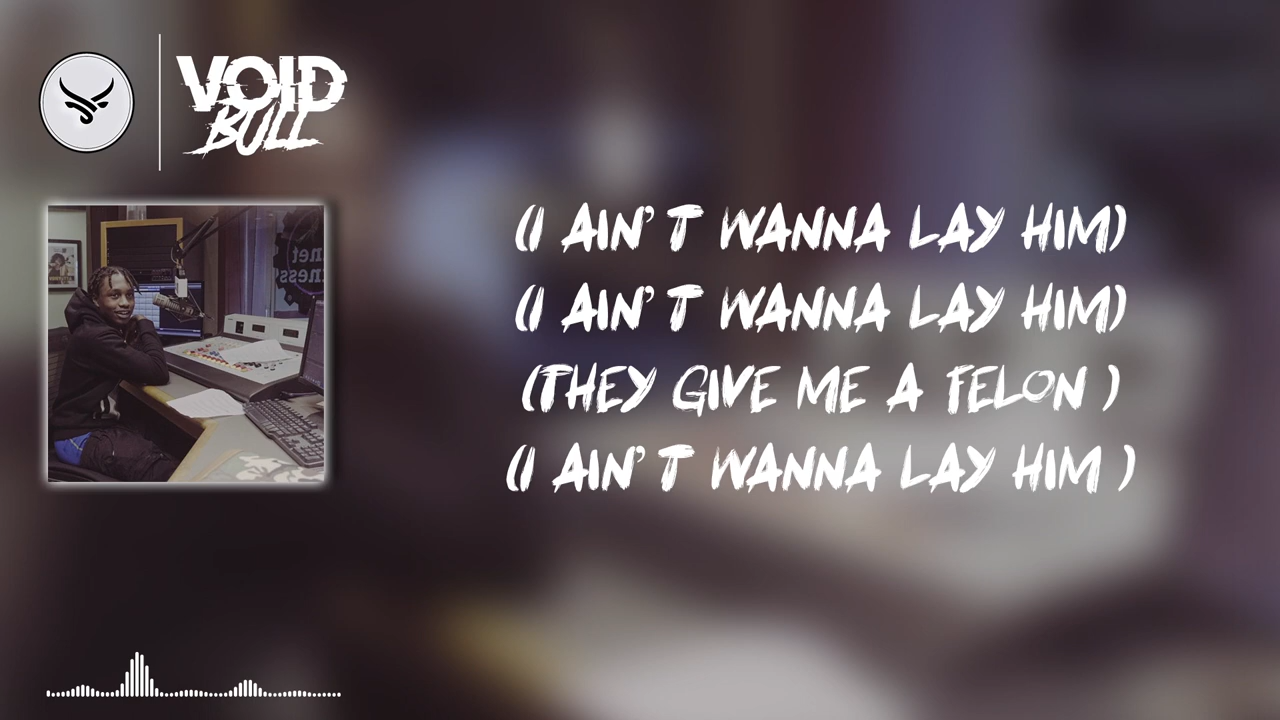 VOID
BULL
(I AIN'T WANNA LAY HIM)
(I AIN'T WANNA LAY HIM)
(THEY GIVE ME A FELON )
(I AIN'T WANNA LAY HIM )